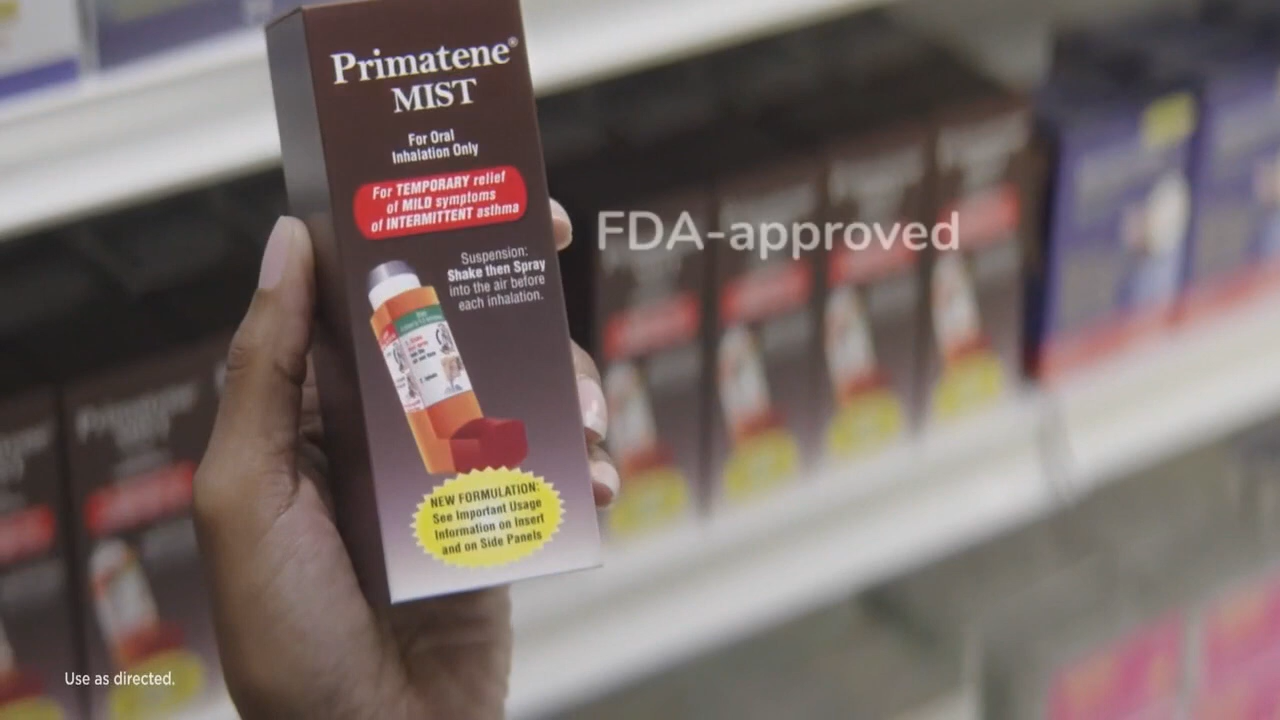 Primatene®
MIST
For Oral
Inhalation Only
For TEMPORARY relief
of MILD symptoms
of INTERMITTENT asthma
Suspension:
Shake then Spray
into the air before
each inhalation.
NEW FORMULATION:
See Important Usage
Information on Insert
and on Side Panels
FDA-approved
Use as directed.